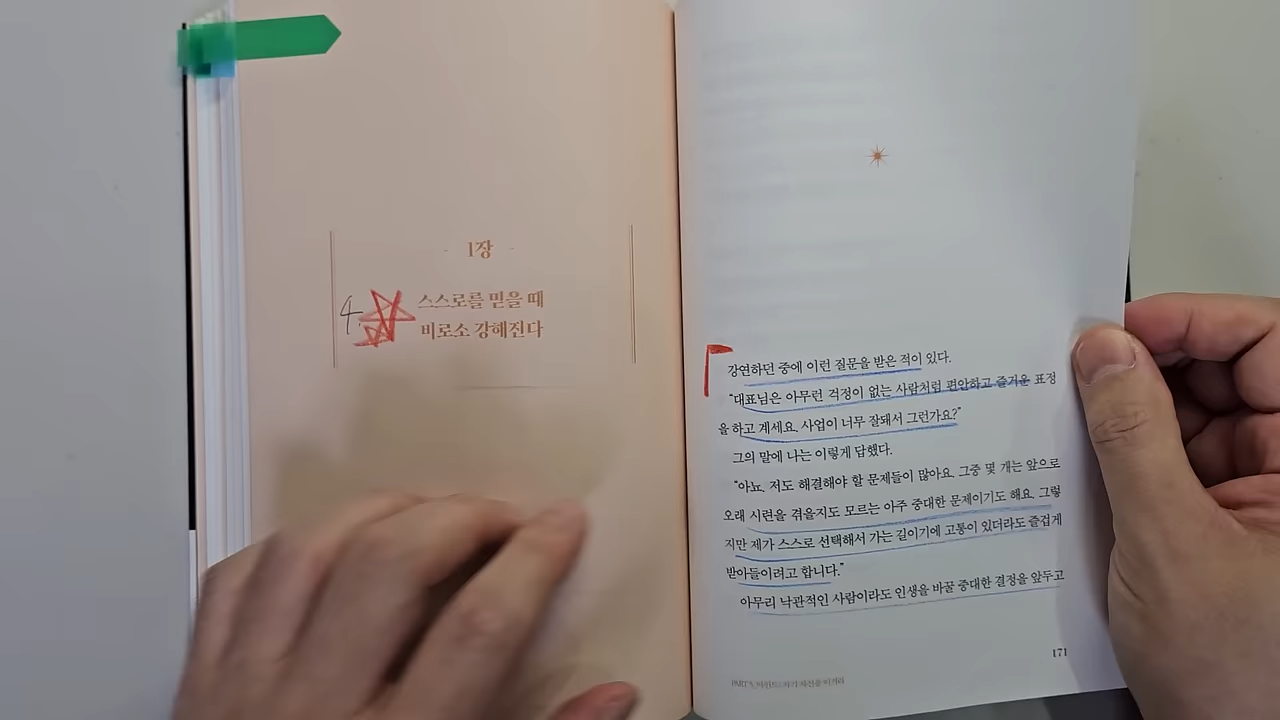 - 1장 -
4.
스스로를 믿을 때
비로소 강해진다
강연하던 중에 이런 질문을 받은 적이 있다.
“대표님은 아무런 걱정이 없는 사람처럼 편안하고 즐거운 표정
을 하고 계세요. 사업이 너무 잘돼서 그런가요?”
그의 말에 나는 이렇게 답했다.
“아뇨. 저도 해결해야 할 문제들이 많아요. 그중 몇 개는 앞으로
오래 시련을 겪을지도 모르는 아주 중대한 문제이기도 해요. 그렇
지만 제가 스스로 선택해서 가는 길이기에 고통이 있더라도 즐겁게
받아들이려고 합니다.”
아무리 낙관적인 사람이라도 인생을 바꿀 중대한 결정을 앞두고
171
PART